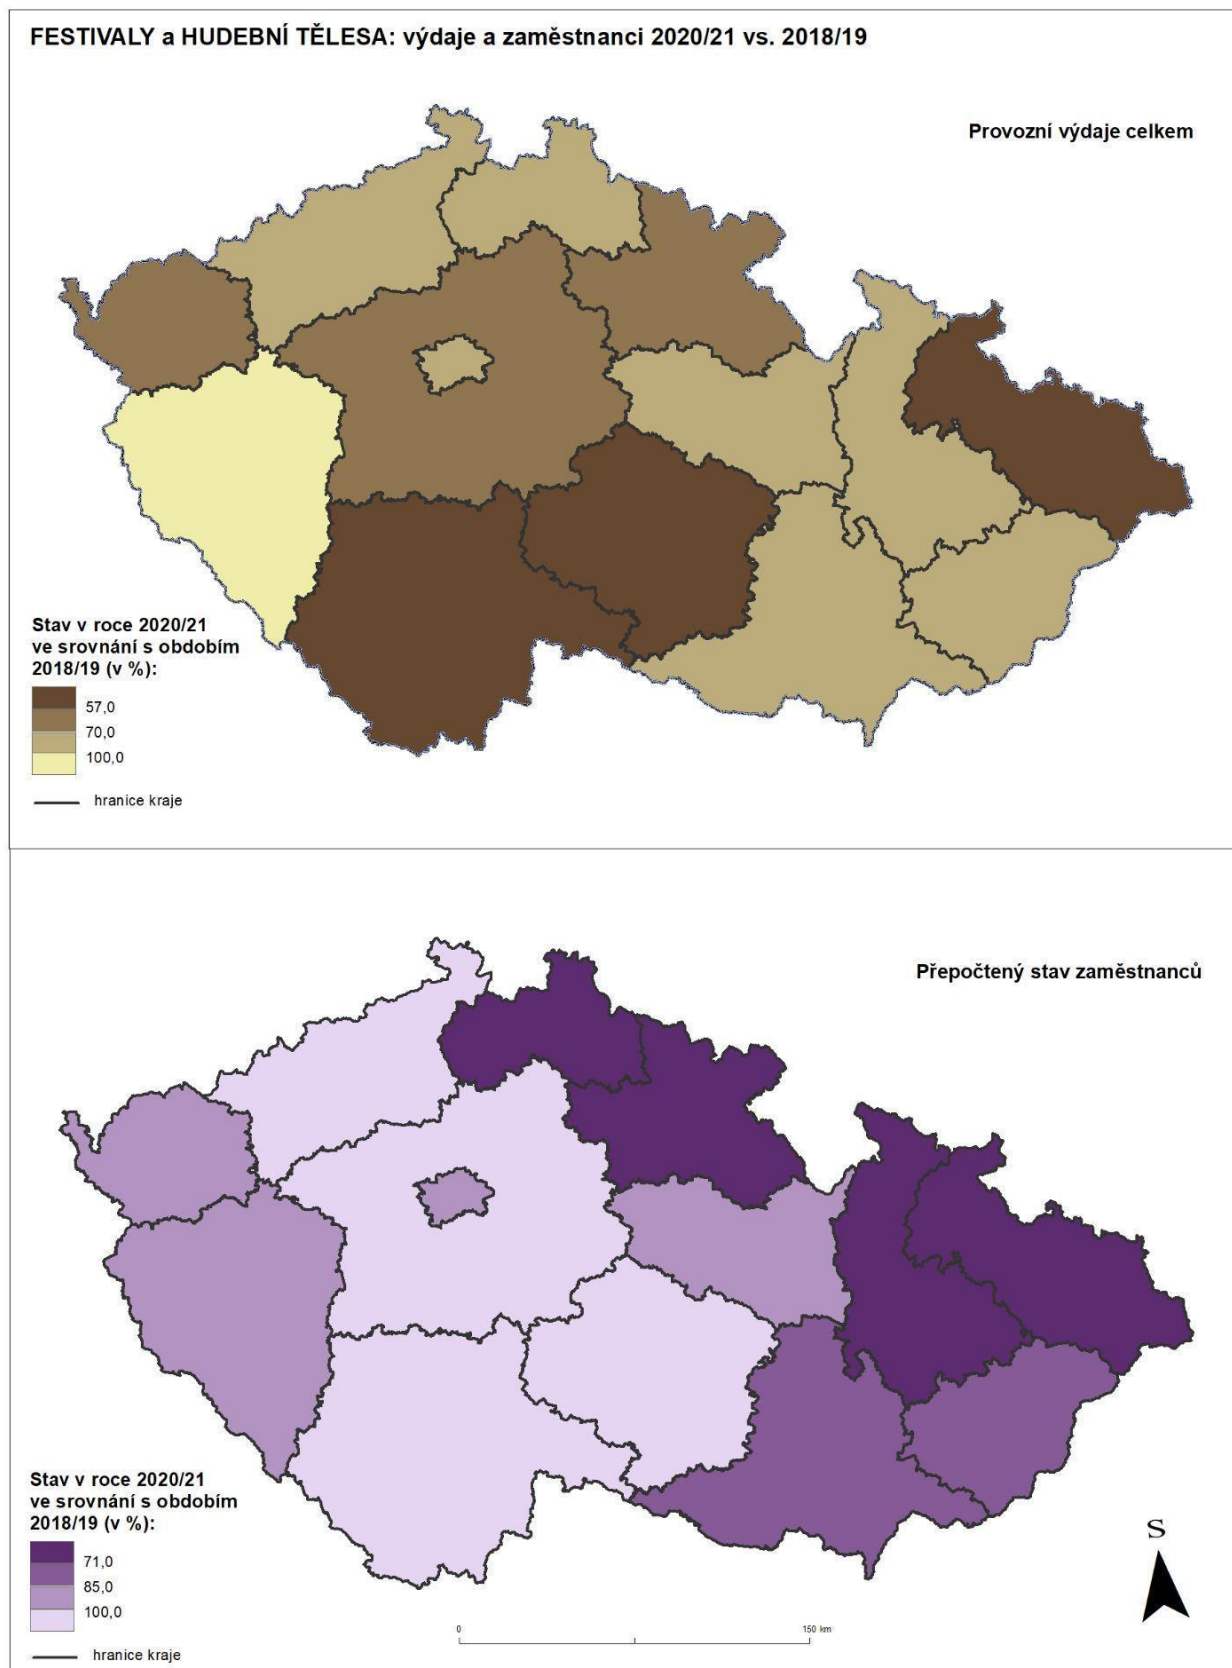 FESTIVALY a HUDEBNÍ TĚLESA: výdaje a zaměstnanci 2020/21 vs. 2018/19
Provozní výdaje celkem
Stav v roce 2020/21
ve srovnání s obdobím
2018/19 (v %):
57,0
70,0
100,0
hranice kraje
Přepočtený stav zaměstnanců
Stav v roce 2020/21
ve srovnání s obdobím
2018/19 (v %):
71,0
85,0
100,0
hranice kraje
0 150 km
S